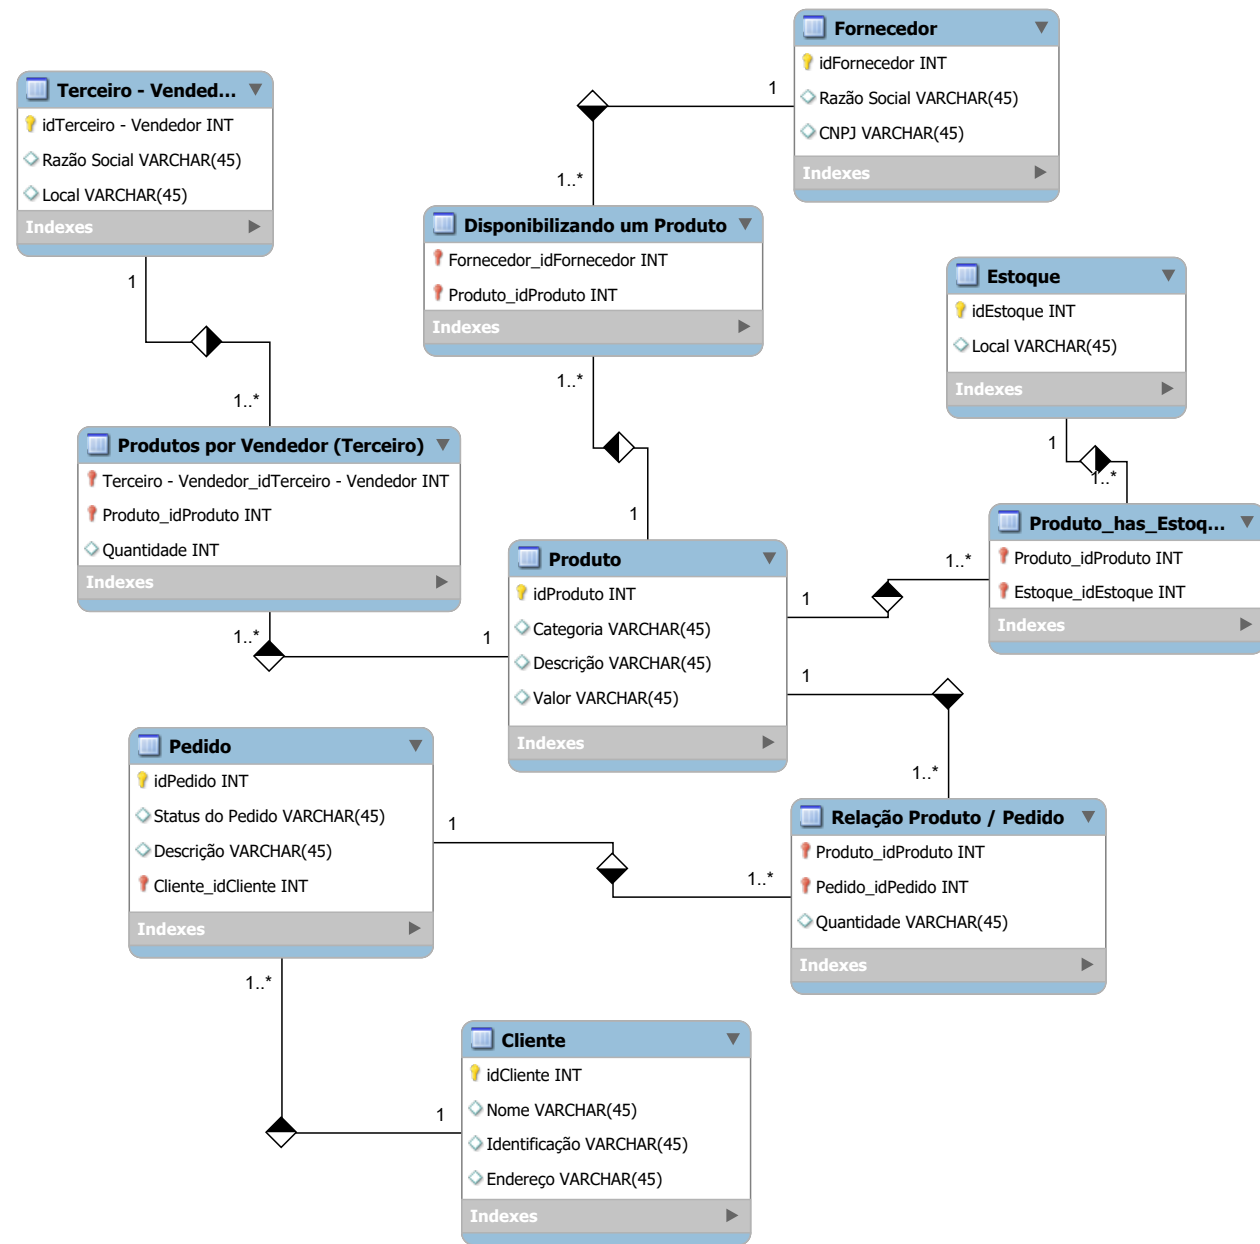 Fornecedor
idFornecedor INT
Razão Social VARCHAR(45)
CNPJ VARCHAR(45)
Indexes
1
1..*
Terceiro - Vended...
idTerceiro - Vendedor INT
Razão Social VARCHAR(45)
Local VARCHAR(45)
Indexes
1
1..*
Disponibilizando um Produto
Fornecedor_idFornecedor INT
Produto_idProduto INT
Indexes
1..*
1
Estoque
idEstoque INT
Local VARCHAR(45)
Indexes
1
1..*
Produtos por Vendedor (Terceiro)
Terceiro - Vendedor_idTerceiro - Vendedor INT
Produto_idProduto INT
Quantidade INT
Indexes
1..*
1
Produto
idProduto INT
Categoria VARCHAR(45)
Descrição VARCHAR(45)
Valor VARCHAR(45)
Indexes
1
1..*
1
1..*
Produto_has_Estoq...
Produto_idProduto INT
Estoque_idEstoque INT
Indexes
Pedido
idPedido INT
Status do Pedido VARCHAR(45)
Descrição VARCHAR(45)
Cliente_idCliente INT
Indexes
1
1..*
1..*
1
Relação Produto / Pedido
Produto_idProduto INT
Pedido_idPedido INT
Quantidade VARCHAR(45)
Indexes
Cliente
idCliente INT
Nome VARCHAR(45)
Identificação VARCHAR(45)
Endereço VARCHAR(45)
Indexes